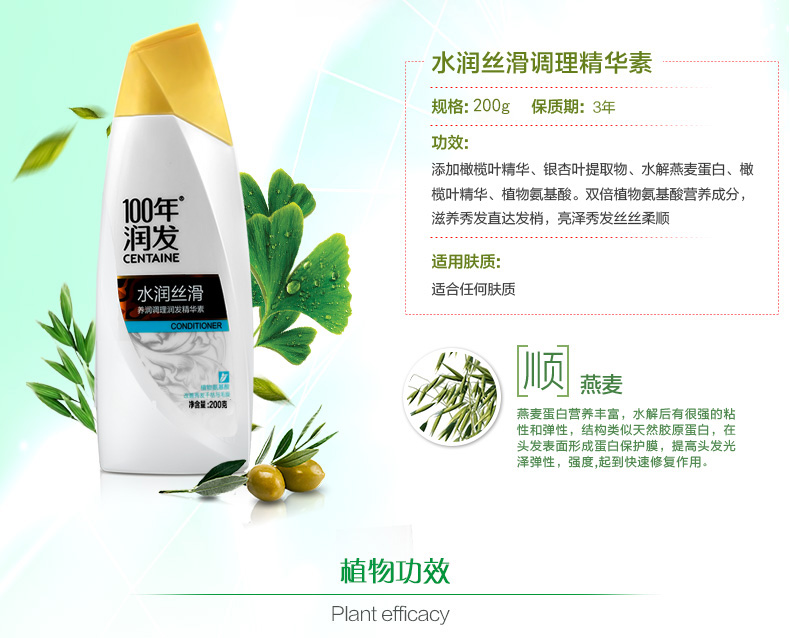 水润丝滑调理精华素
规格: 200g 保质期: 3年
功效:
添加橄榄叶精华、银杏叶提取物、水解燕麦蛋白、橄
榄叶精华、植物氨基酸。双倍植物氨基酸营养成分，
滋养秀发直达发梢，亮泽秀发丝丝柔顺
适用肤质:
适合任何肤质
100年®
润发
CENTAINE
水润丝滑
养润调理润发精华素
CONDITIONER
植物氨基酸
净含量:200克
顺 燕麦
燕麦蛋白营养丰富，水解后有很强的粘
性和弹性，结构类似天然胶原蛋白，在
头发表面形成蛋白保护膜，提高头发光
泽弹性，强度,起到快速修复作用。
植物功效
Plant efficacy